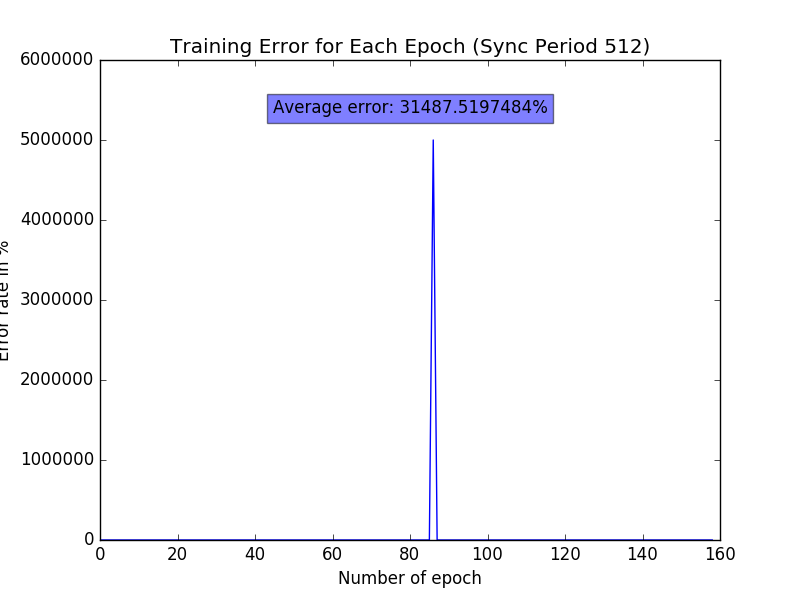 Training Error for Each Epoch (Sync Period 512)
6000000
Average error: 31487.5197484%
5000000
4000000
Error rate in %
3000000
2000000
1000000
0
0 20 40 60 80 100 120 140 160
Number of epoch